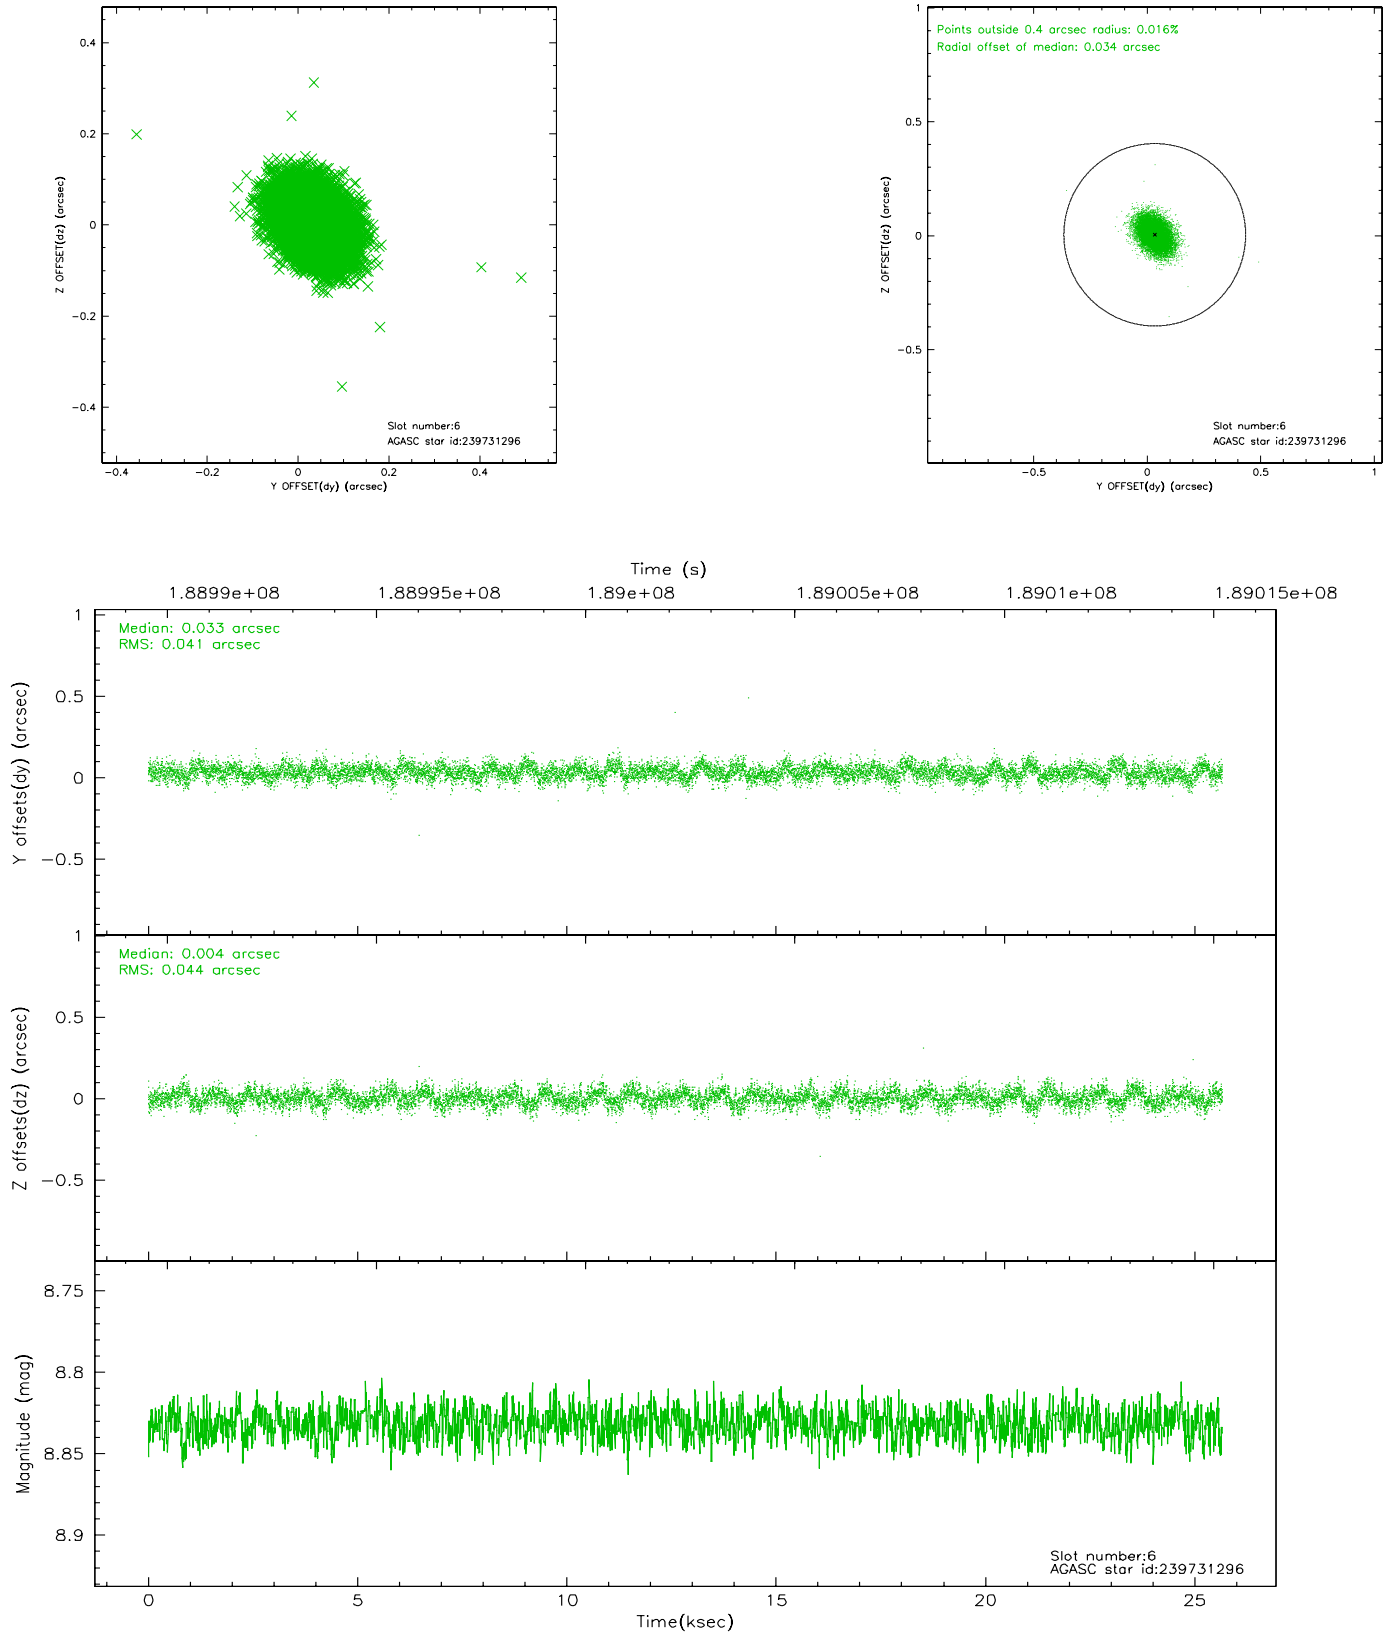 0.4
0.2
0
−0.2
−0.4
Z OFFSET(dz) (arcsec)
−0.4 −0.2 0 0.2 0.4
Y OFFSET(dy) (arcsec)
Slot number:6
AGASC star id:239731296
Points outside 0.4 arcsec radius: 0.016%
Radial offset of median: 0.034 arcsec
1
0.5
0
−0.5
Z OFFSET(dz) (arcsec)
−0.5 0 0.5 1
Y OFFSET(dy) (arcsec)
Slot number:6
AGASC star id:239731296
Time (s)
1.8899e+08 1.88995e+08 1.89e+08 1.89005e+08 1.8901e+08 1.89015e+08
Median: 0.033 arcsec
RMS: 0.041 arcsec
1
0.5
0
−0.5
Y offsets(dy) (arcsec)
Median: 0.004 arcsec
RMS: 0.044 arcsec
1
0.5
0
−0.5
Z offsets(dz) (arcsec)
8.75
8.8
8.85
8.9
Magnitude (mag)
Slot number:6
AGASC star id:239731296
0 5 10 15 20 25
Time(ksec)